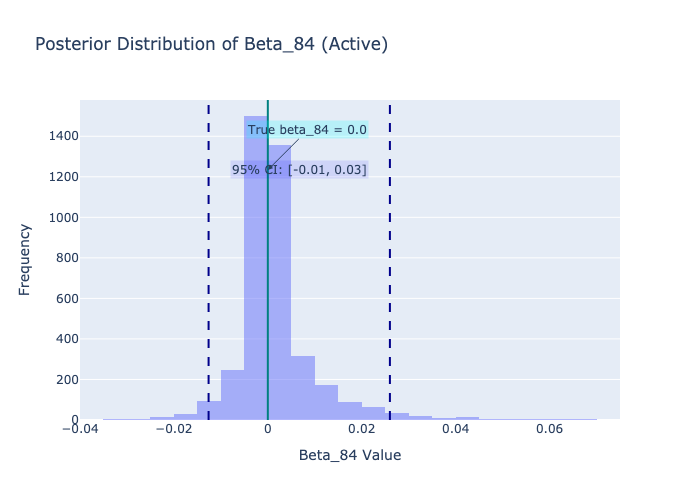 Posterior Distribution of Beta_84 (Active)
True beta_84 = 0.0
95% CI: [-0.01, 0.03]
Frequency
1400
1200
1000
800
600
400
200
0
−0.04
−0.02
0
0.02
0.04
0.06
Beta_84 Value